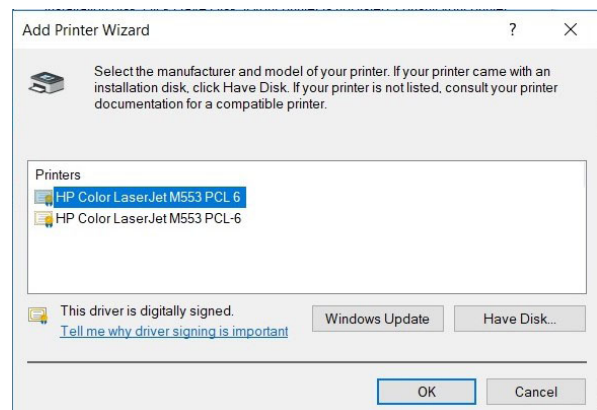 Add Printer Wizard ? X
Select the manufacturer and model of your printer. If your printer came with an
installation disk, click Have Disk. If your printer is not listed, consult your printer
documentation for a compatible printer.
Printers
HP Color LaserJet M553 PCL 6
HP Color LaserJet M553 PCL-6
This driver is digitally signed.
Tell me why driver signing is important
Windows Update
Have Disk...
OK
Cancel